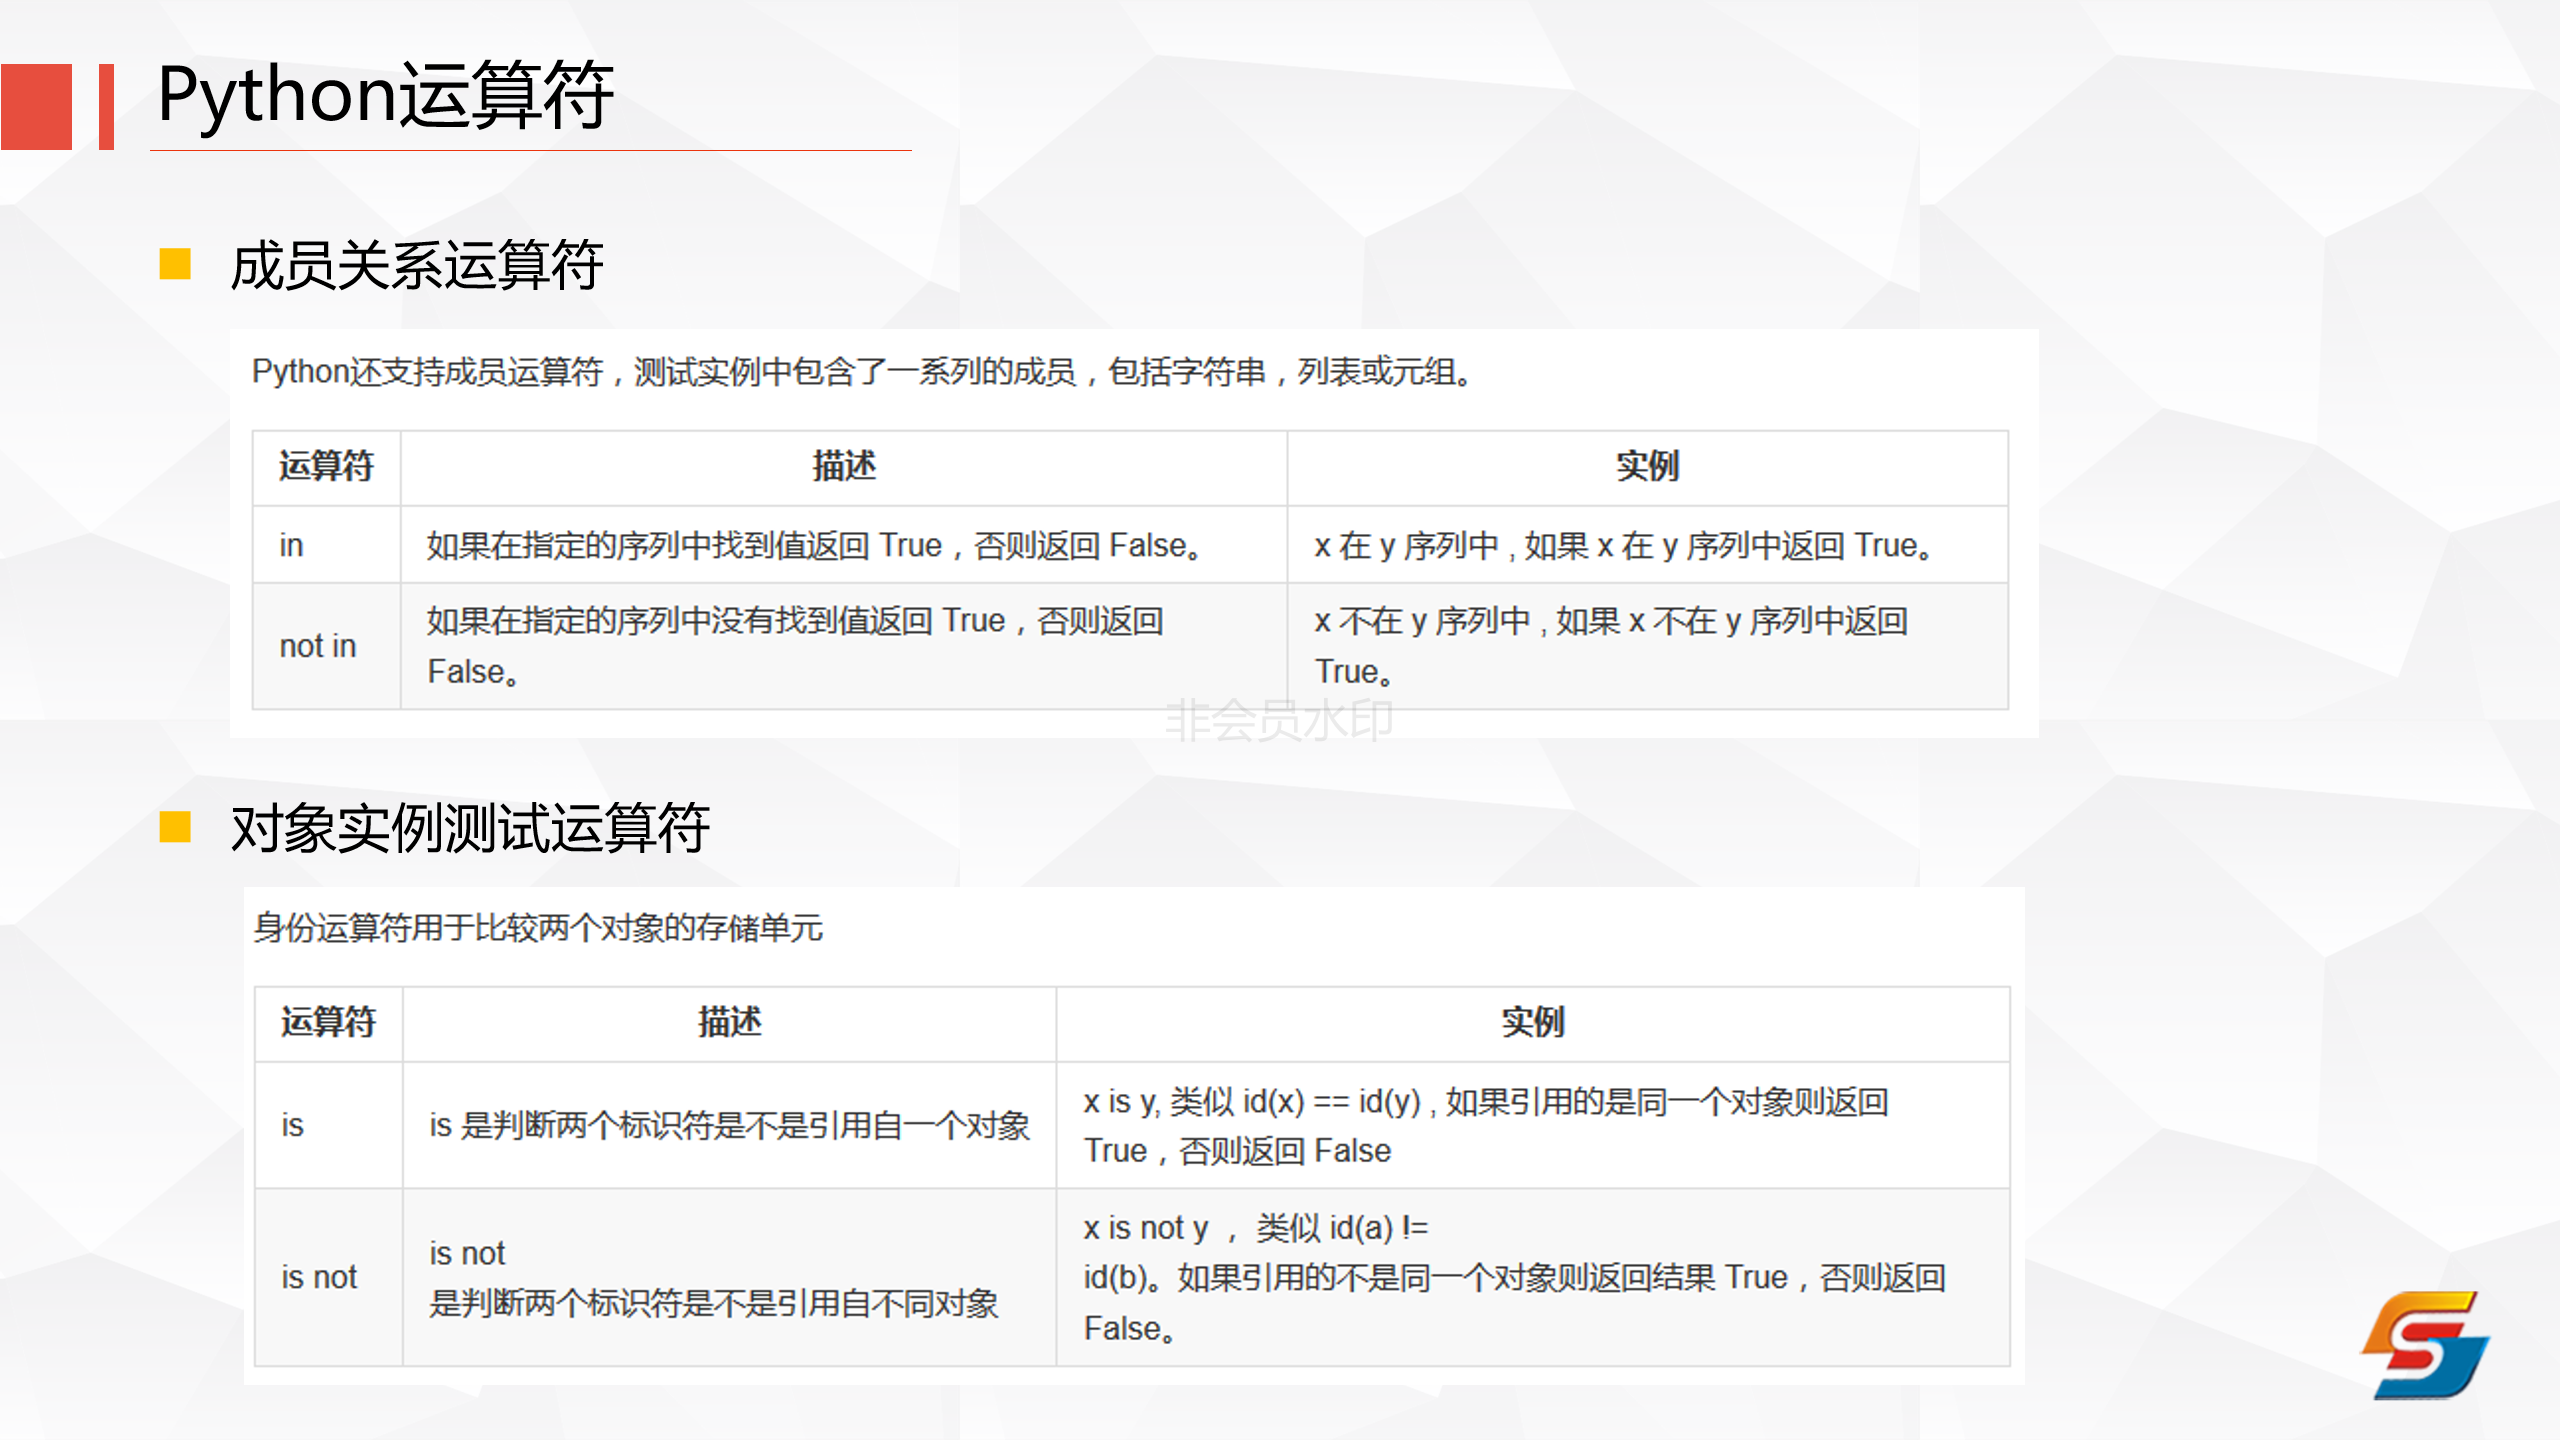 Python运算符
成员关系运算符
Python还支持成员运算符，测试实例中包含了一系列的成员，包括字符串，列表或元组。
运算符 描述 实例
in 如果在指定的序列中找到值返回 True，否则返回 False。 x 在 y 序列中 , 如果 x 在 y 序列中返回 True。
not in 如果在指定的序列中没有找到值返回 True，否则返回 x 不在 y 序列中 , 如果 x 不在 y 序列中返回
False。 True。
非会员水印
对象实例测试运算符
身份运算符用于比较两个对象的存储单元
运算符 描述 实例
is is 是判断两个标识符是不是引用自一个对象 x is y, 类似 id(x) == id(y) , 如果引用的是同一个对象则返回
True，否则返回 False
is not is not x is not y ， 类似 id(a) !=
是判断两个标识符是不是引用自不同对象 id(b)。如果引用的不是同一个对象则返回结果 True，否则返回
False。